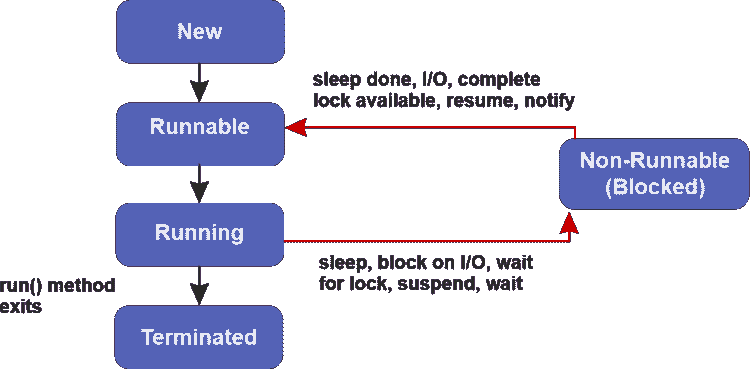 New
sleep done, I/O, complete
lock available, resume, notify
Runnable
Non-Runnable
(Blocked)
Running
sleep, block on I/O, wait
for lock, suspend, wait
run() method
exits
Terminated